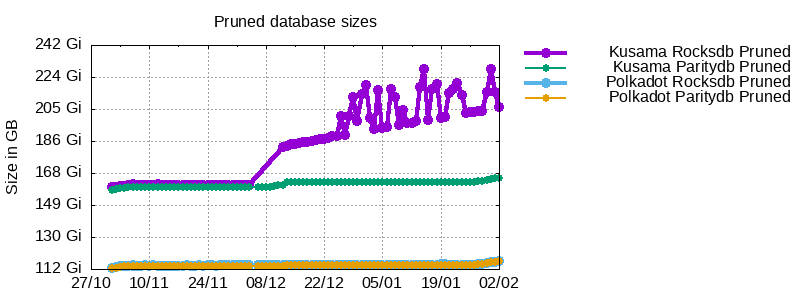 Pruned database sizes
242 Gi
224 Gi
205 Gi
186 Gi
168 Gi
149 Gi
130 Gi
112 Gi
Size in GB
27/10 10/11 24/11 08/12 22/12 05/01 19/01 02/02
Kusama Rocksdb Pruned
Kusama Paritydb Pruned
Polkadot Rocksdb Pruned
Polkadot Paritydb Pruned